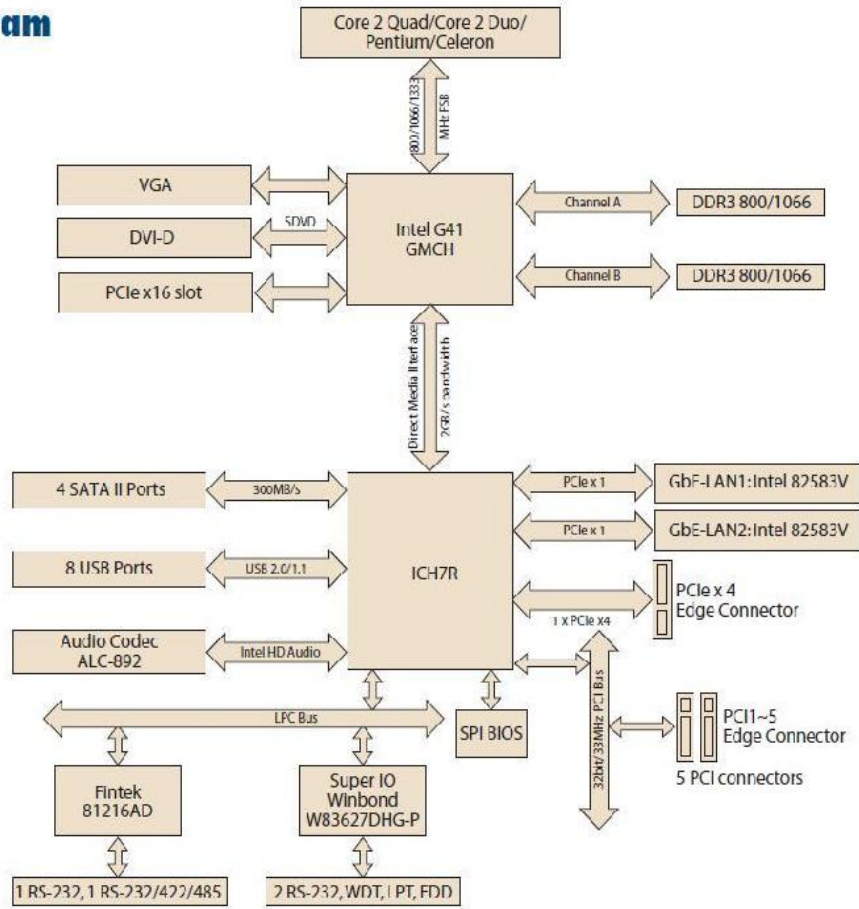 am
Core 2 Quad/Core 2 Duo/
Pentium/Celeron
800/1066/1333
MHz FSB
VGA
DVI-D
SDVO
PCIe x16 slot
Intel G41
GMCH
Channel A
DDR3 800/1066
Channel B
DDR3 800/1066
Direct Media II terface
2GB/s bandwidth
4 SATA II Ports
300MB/s
8 USB Ports
USB 2.0/1.1
Audio Codec
ALC-892
Intel HD Audio
ICH7R
PCIe x 1
GbE-LAN1:Intel 82583V
PCIe x 1
GbE-LAN2:Intel 82583V
PCIe x 4
Edge Connector
1 x PCIe x4
32bit/33MHz PCI Bus
PCI1~5
Edge Connector
5 PCI connectors
LPC Bus
SPI BIOS
Fintek
81216AD
Super IO
Winbond
W83627DHG-P
1 RS-232, 1 RS-232/422/485
2 RS-232, WDT, LPT, FDD